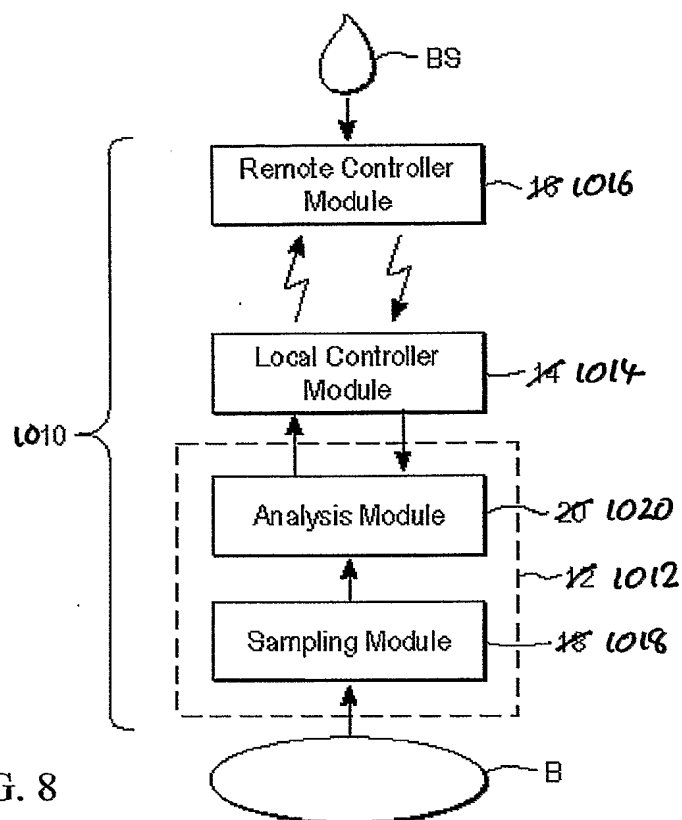 BS
Remote Controller
Module
16 1016
Local Controller
Module
14 1014
1010
Analysis Module
20 1020
12 1012
Sampling Module
18 1018
B
G. 8